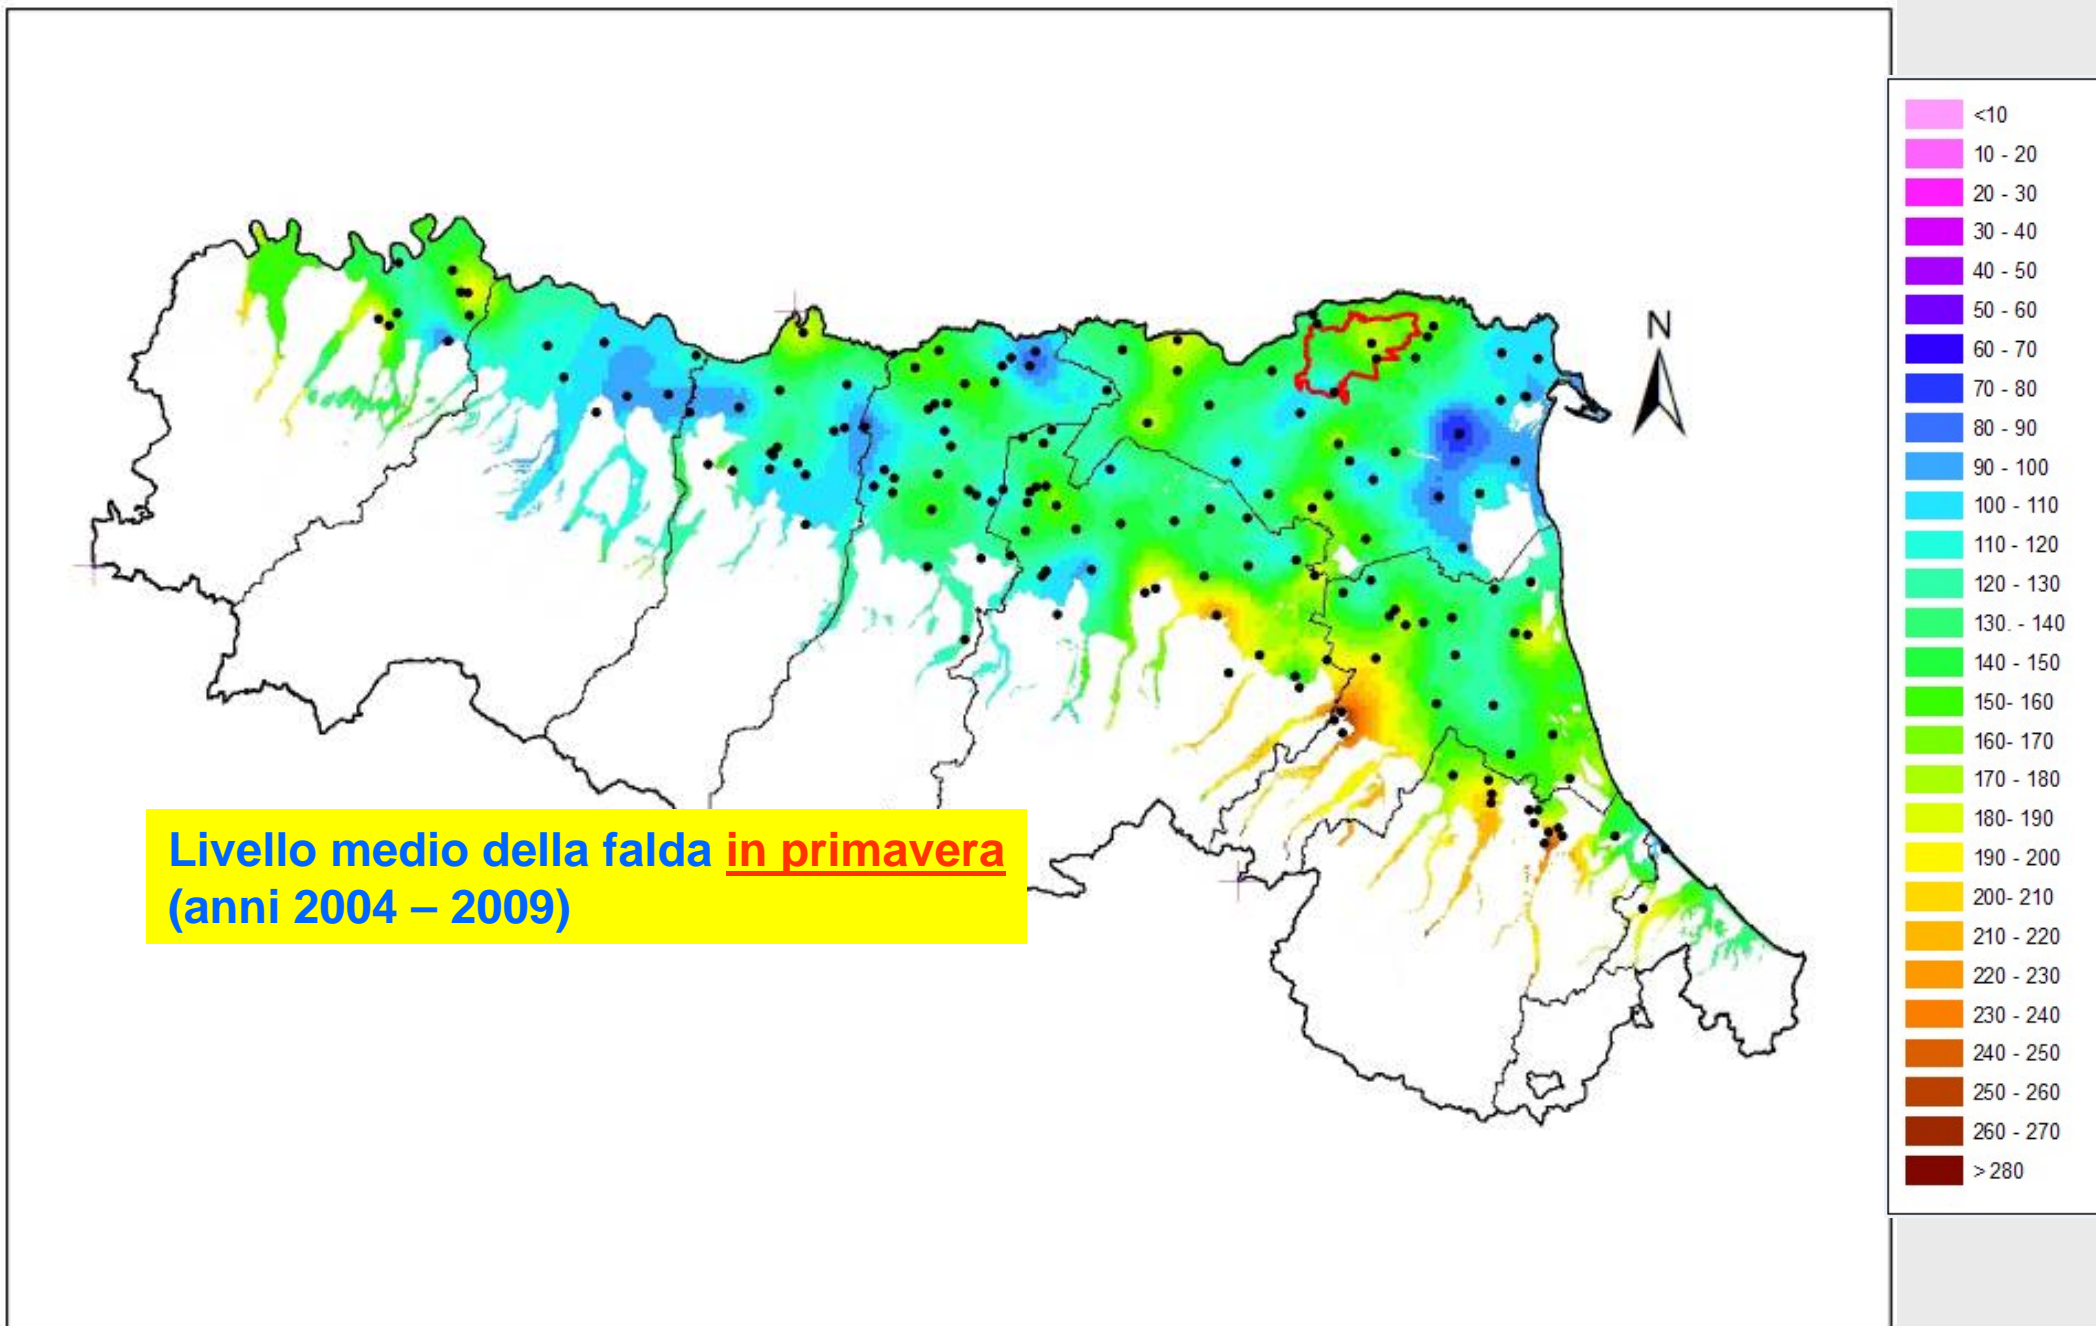 N
<10
10 - 20
20 - 30
30 - 40
40 - 50
50 - 60
60 - 70
70 - 80
80 - 90
90 - 100
100 - 110
110 - 120
120 - 130
130. - 140
140 - 150
150- 160
160- 170
170 - 180
180- 190
190 - 200
200- 210
210 - 220
220 - 230
230 - 240
240 - 250
250 - 260
260 - 270
> 280
Livello medio della falda in primavera
(anni 2004 – 2009)